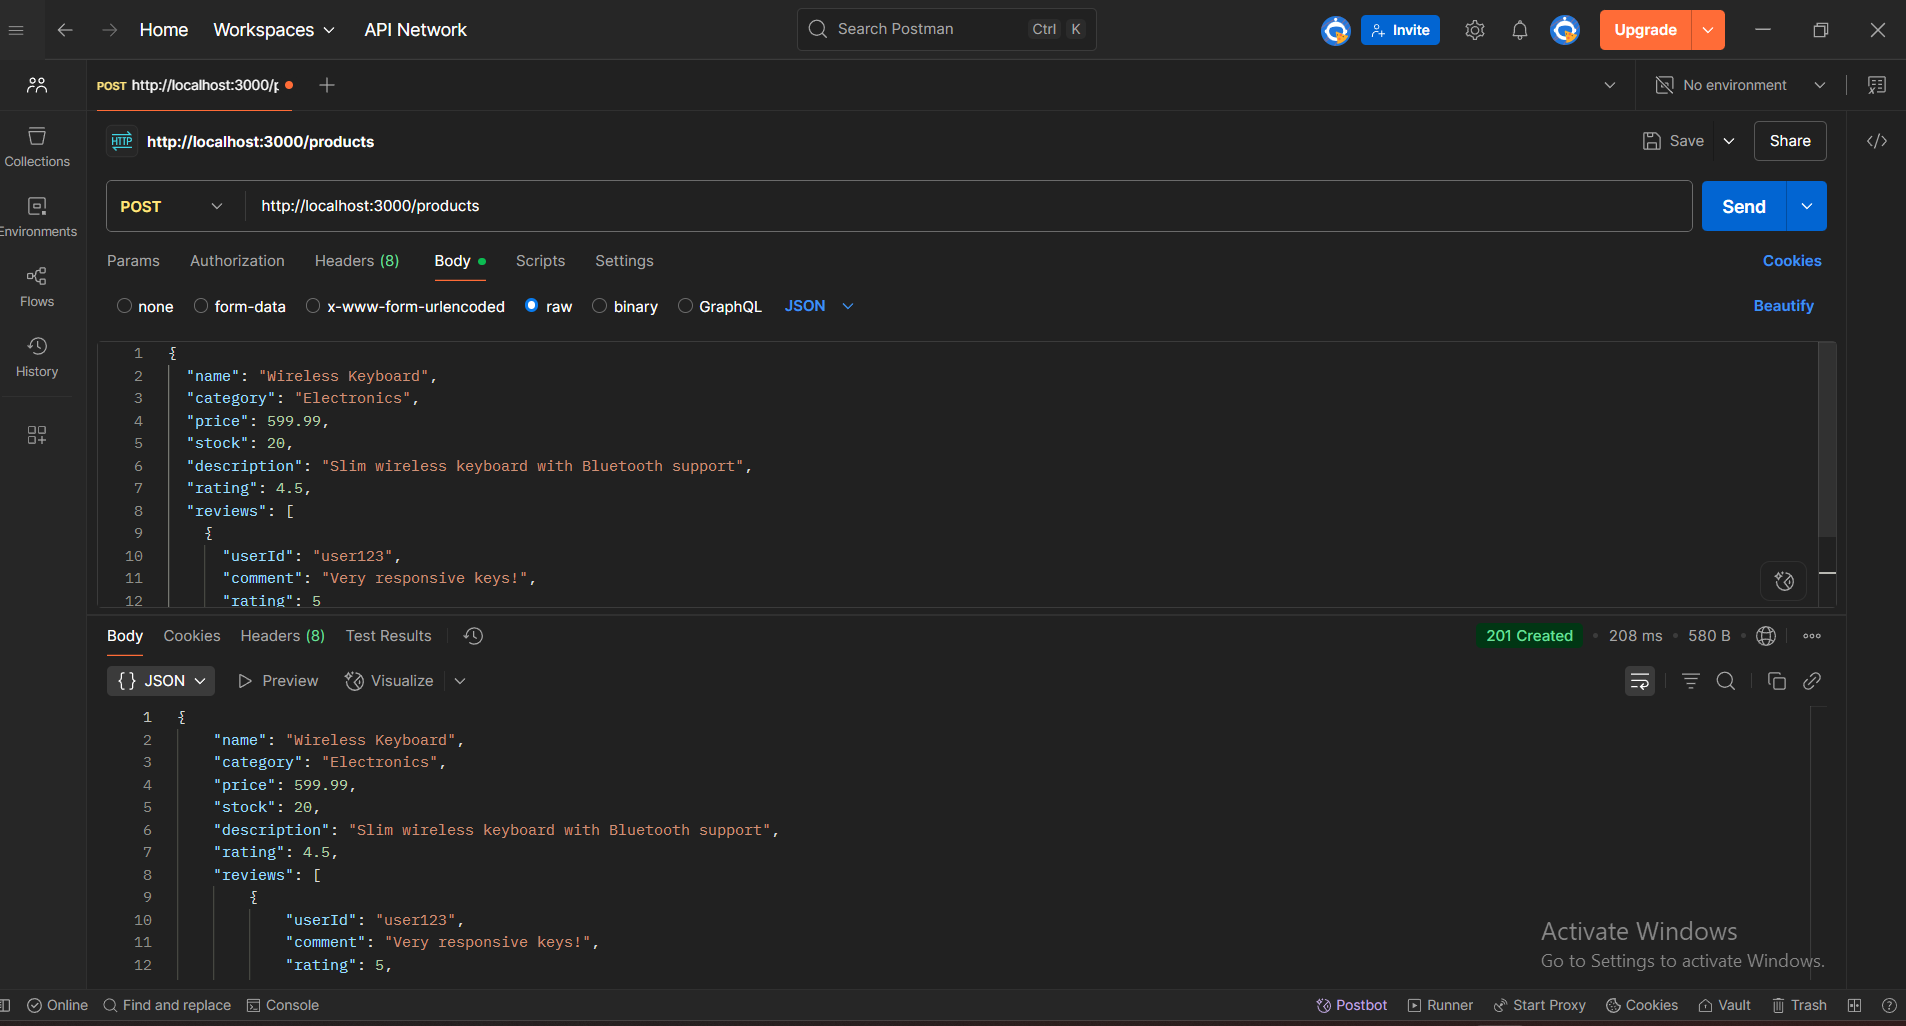 Home Workspaces API Network Search Postman Ctrl K Invite Upgrade
POST http://localhost:3000/p No environment
HTTP http://localhost:3000/products Save Share
Collections
POST http://localhost:3000/products Send
Environments
Params Authorization Headers (8) Body Scripts Settings Cookies
Flows
none form-data x-www-form-urlencoded raw binary GraphQL JSON Beautify
History
1 {
2 "name": "Wireless Keyboard",
3 "category": "Electronics",
4 "price": 599.99,
5 "stock": 20,
6 "description": "Slim wireless keyboard with Bluetooth support",
7 "rating": 4.5,
8 "reviews": [
9 {
10 "userId": "user123",
11 "comment": "Very responsive keys!",
12 "rating": 5
Body Cookies Headers (8) Test Results 201 Created 208 ms 580 B
{} JSON Preview Visualize
1 {
2 "name": "Wireless Keyboard",
3 "category": "Electronics",
4 "price": 599.99,
5 "stock": 20,
6 "description": "Slim wireless keyboard with Bluetooth support",
7 "rating": 4.5,
8 "reviews": [
9 {
10 "userId": "user123",
11 "comment": "Very responsive keys!",
12 "rating": 5,
Activate Windows
Go to Settings to activate Windows.
Online Find and replace Console Postbot Runner Start Proxy Cookies Vault Trash